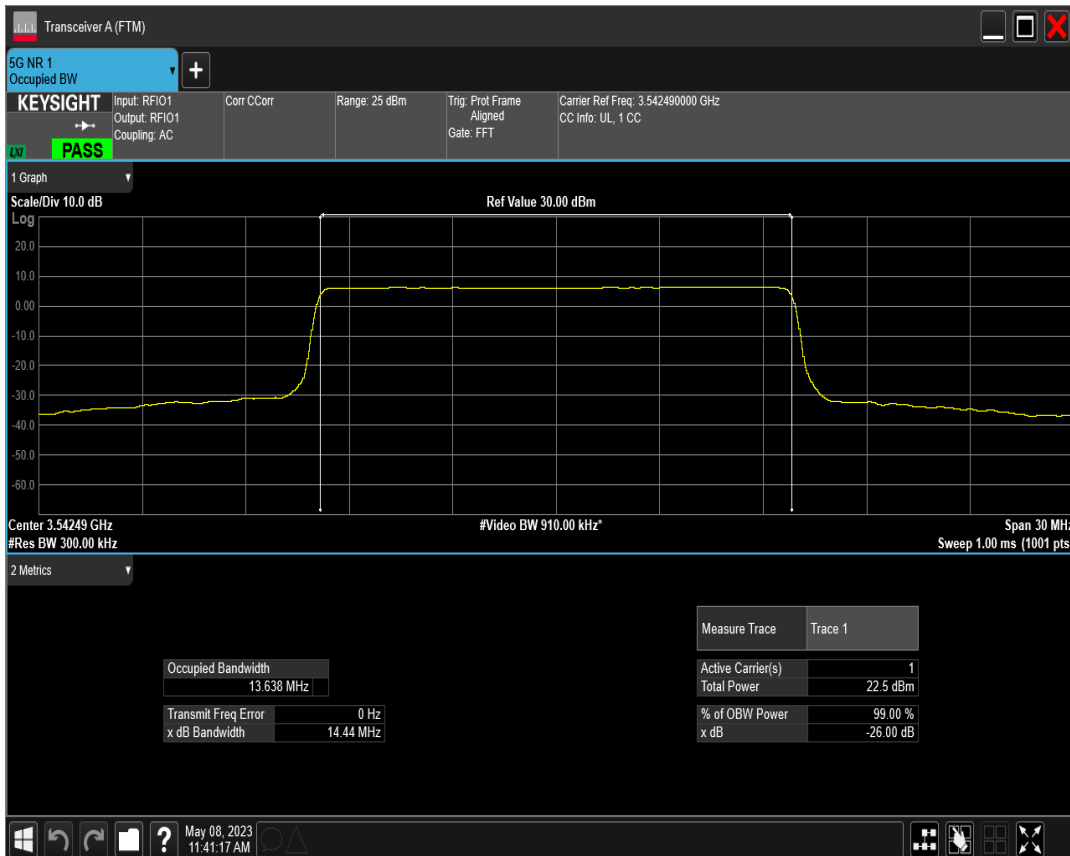 Transceiver A (FTM)
5G NR 1
Occupied BW
+
KEYSIGHT
LXI
PASS
Input: RFIO1
Output: RFIO1
Coupling: AC
Corr CCorr
Range: 25 dBm
Trig: Prot Frame
Aligned
Gate: FFT
Carrier Ref Freq: 3.542490000 GHz
CC Info: UL, 1 CC
1 Graph
Scale/Div 10.0 dB
Ref Value 30.00 dBm
Log
20.0
10.0
0.00
-10.0
-20.0
-30.0
-40.0
-50.0
-60.0
Center 3.54249 GHz
#Video BW 910.00 kHz*
Span 30 MHz
#Res BW 300.00 kHz
Sweep 1.00 ms (1001 pts
2 Metrics
Measure Trace Trace 1
Occupied Bandwidth
13.638 MHz
Active Carrier(s) 1
Total Power 22.5 dBm
Transmit Freq Error 0 Hz
x dB Bandwidth 14.44 MHz
% of OBW Power 99.00 %
x dB -26.00 dB
?
May 08, 2023
11:41:17 AM